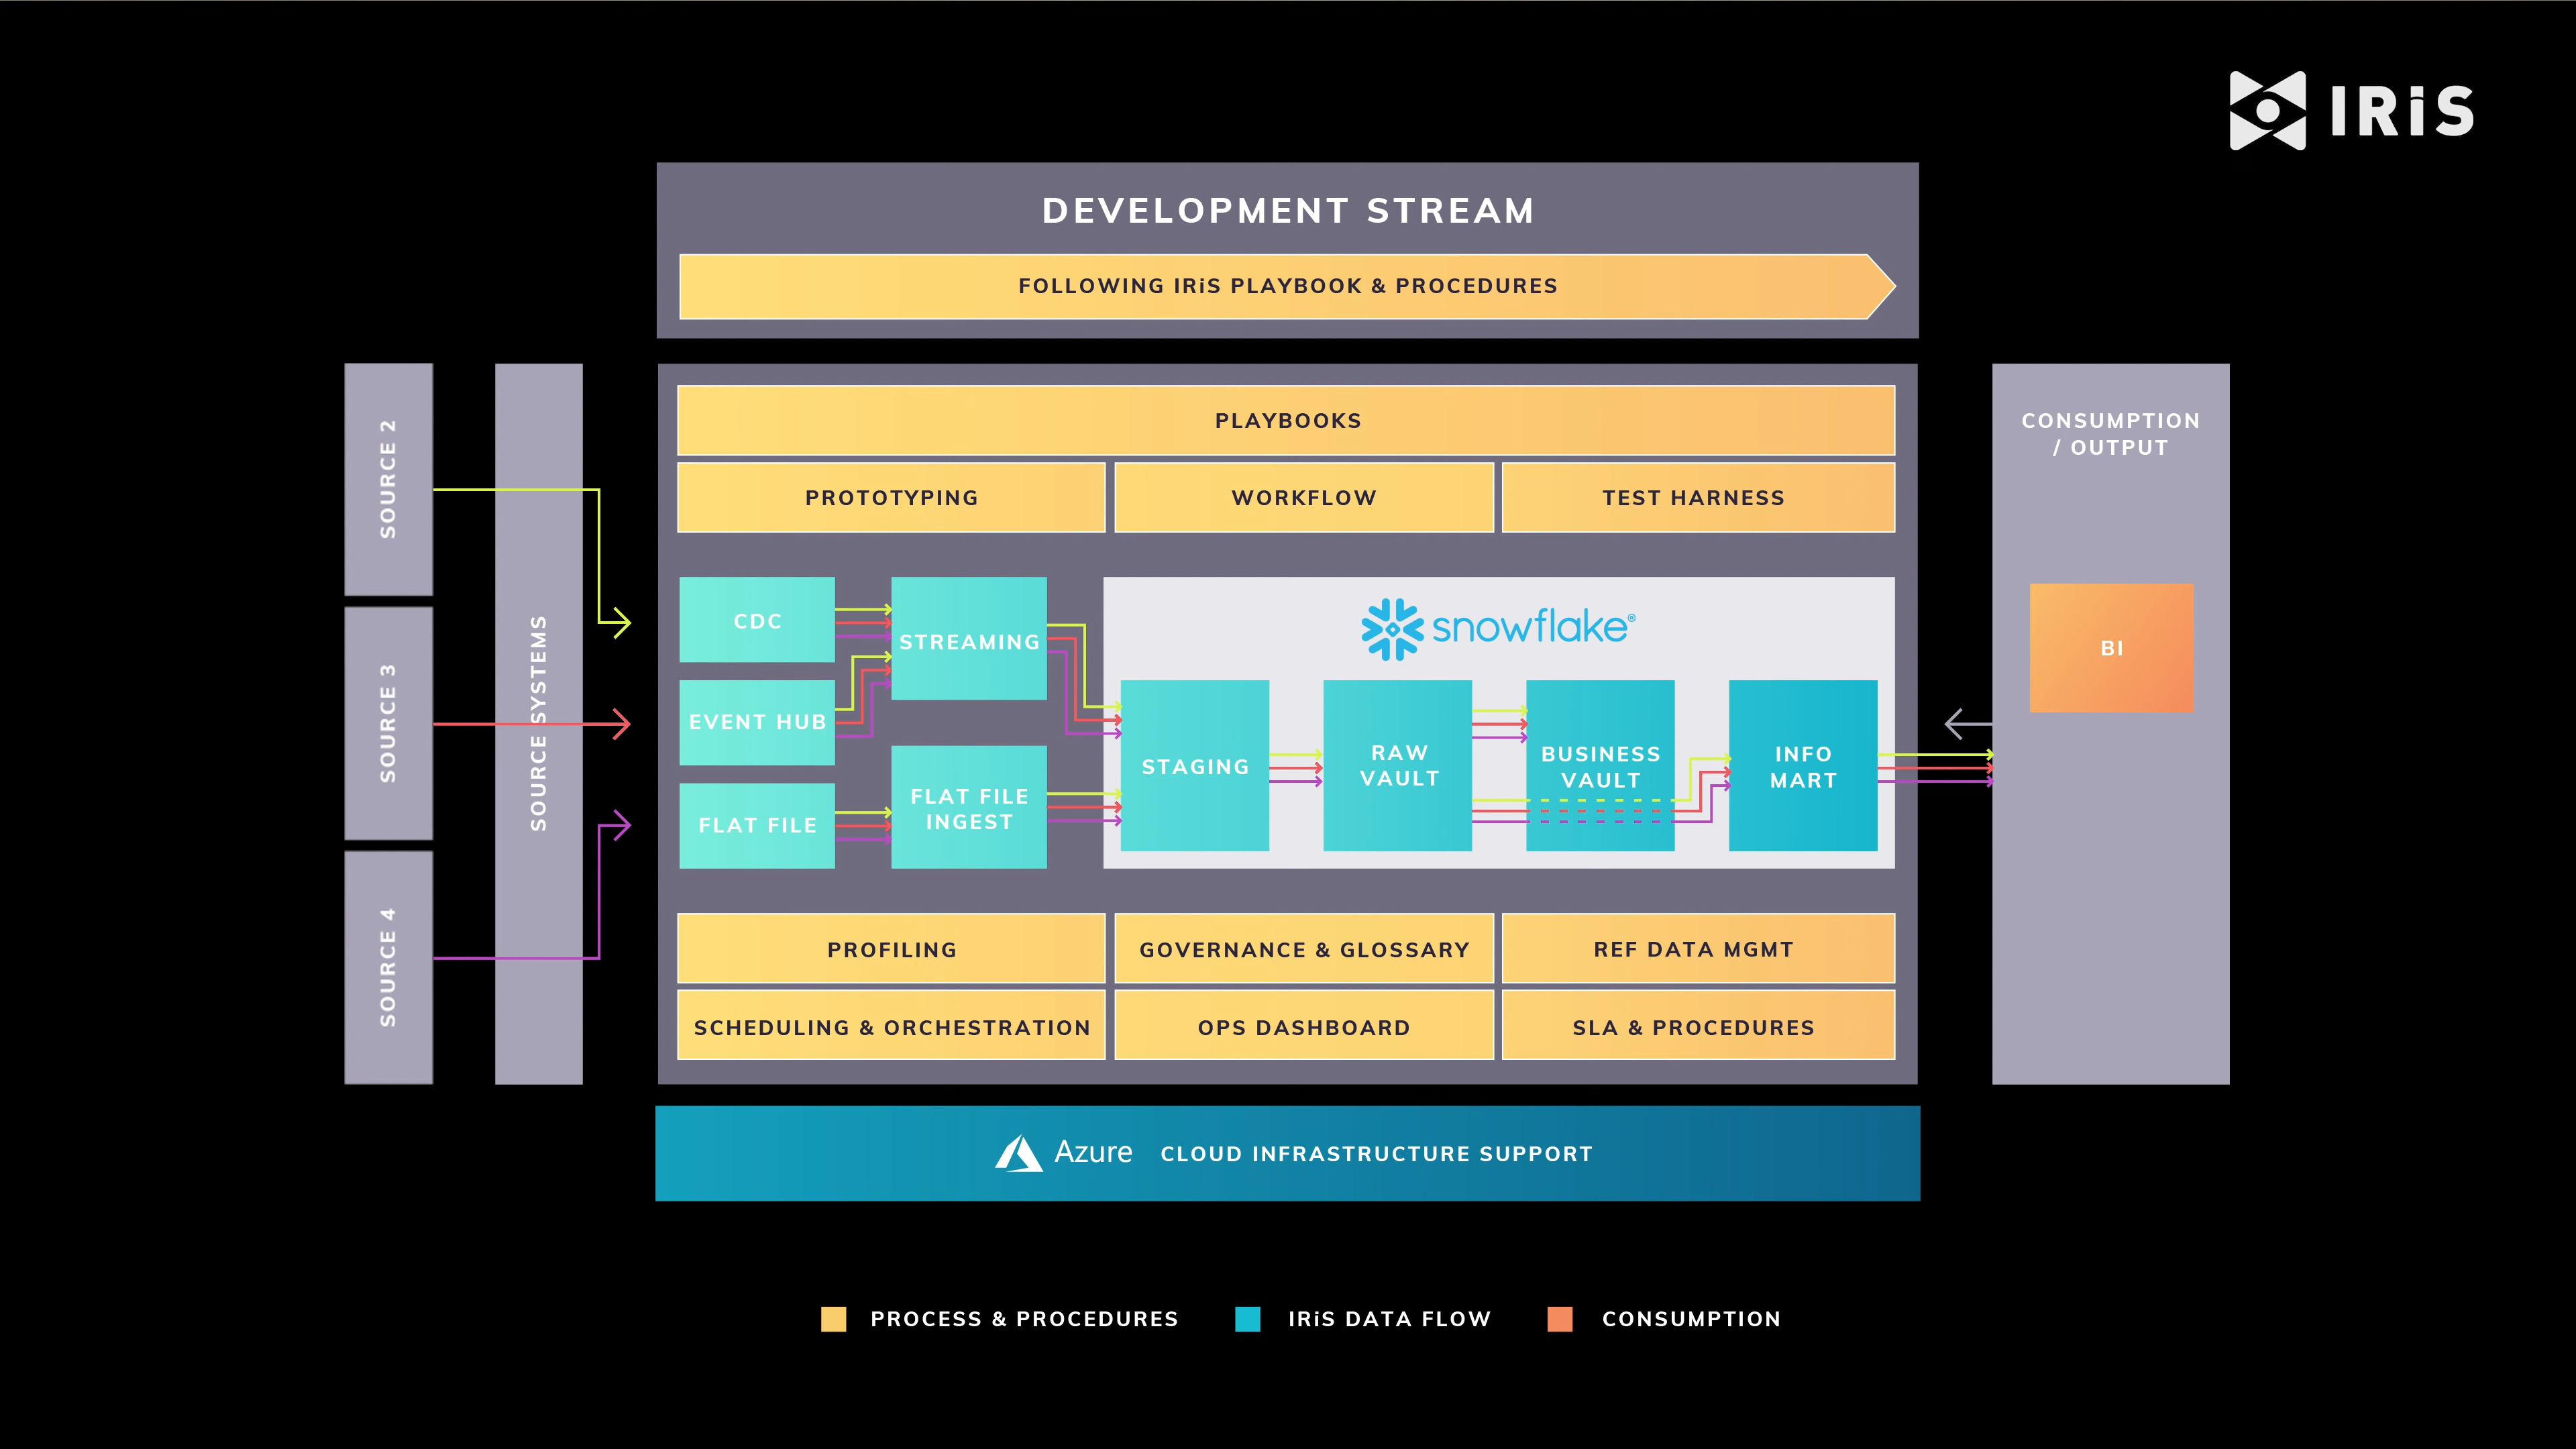 IRiS
DEVELOPMENT STREAM
FOLLOWING IRiS PLAYBOOK & PROCEDURES
SOURCE 2
SOURCE 3
SOURCE 4
SOURCE SYSTEMS
PLAYBOOKS
PROTOTYPING
WORKFLOW
TEST HARNESS
CDC
EVENT HUB
FLAT FILE
STREAMING
FLAT FILE
INGEST
snowflake®
STAGING
RAW
VAULT
BUSINESS
VAULT
INFO
MART
PROFILING
GOVERNANCE & GLOSSARY
REF DATA MGMT
SCHEDULING & ORCHESTRATION
OPS DASHBOARD
SLA & PROCEDURES
CONSUMPTION
/ OUTPUT
BI
Azure CLOUD INFRASTRUCTURE SUPPORT
PROCESS & PROCEDURES
IRiS DATA FLOW
CONSUMPTION